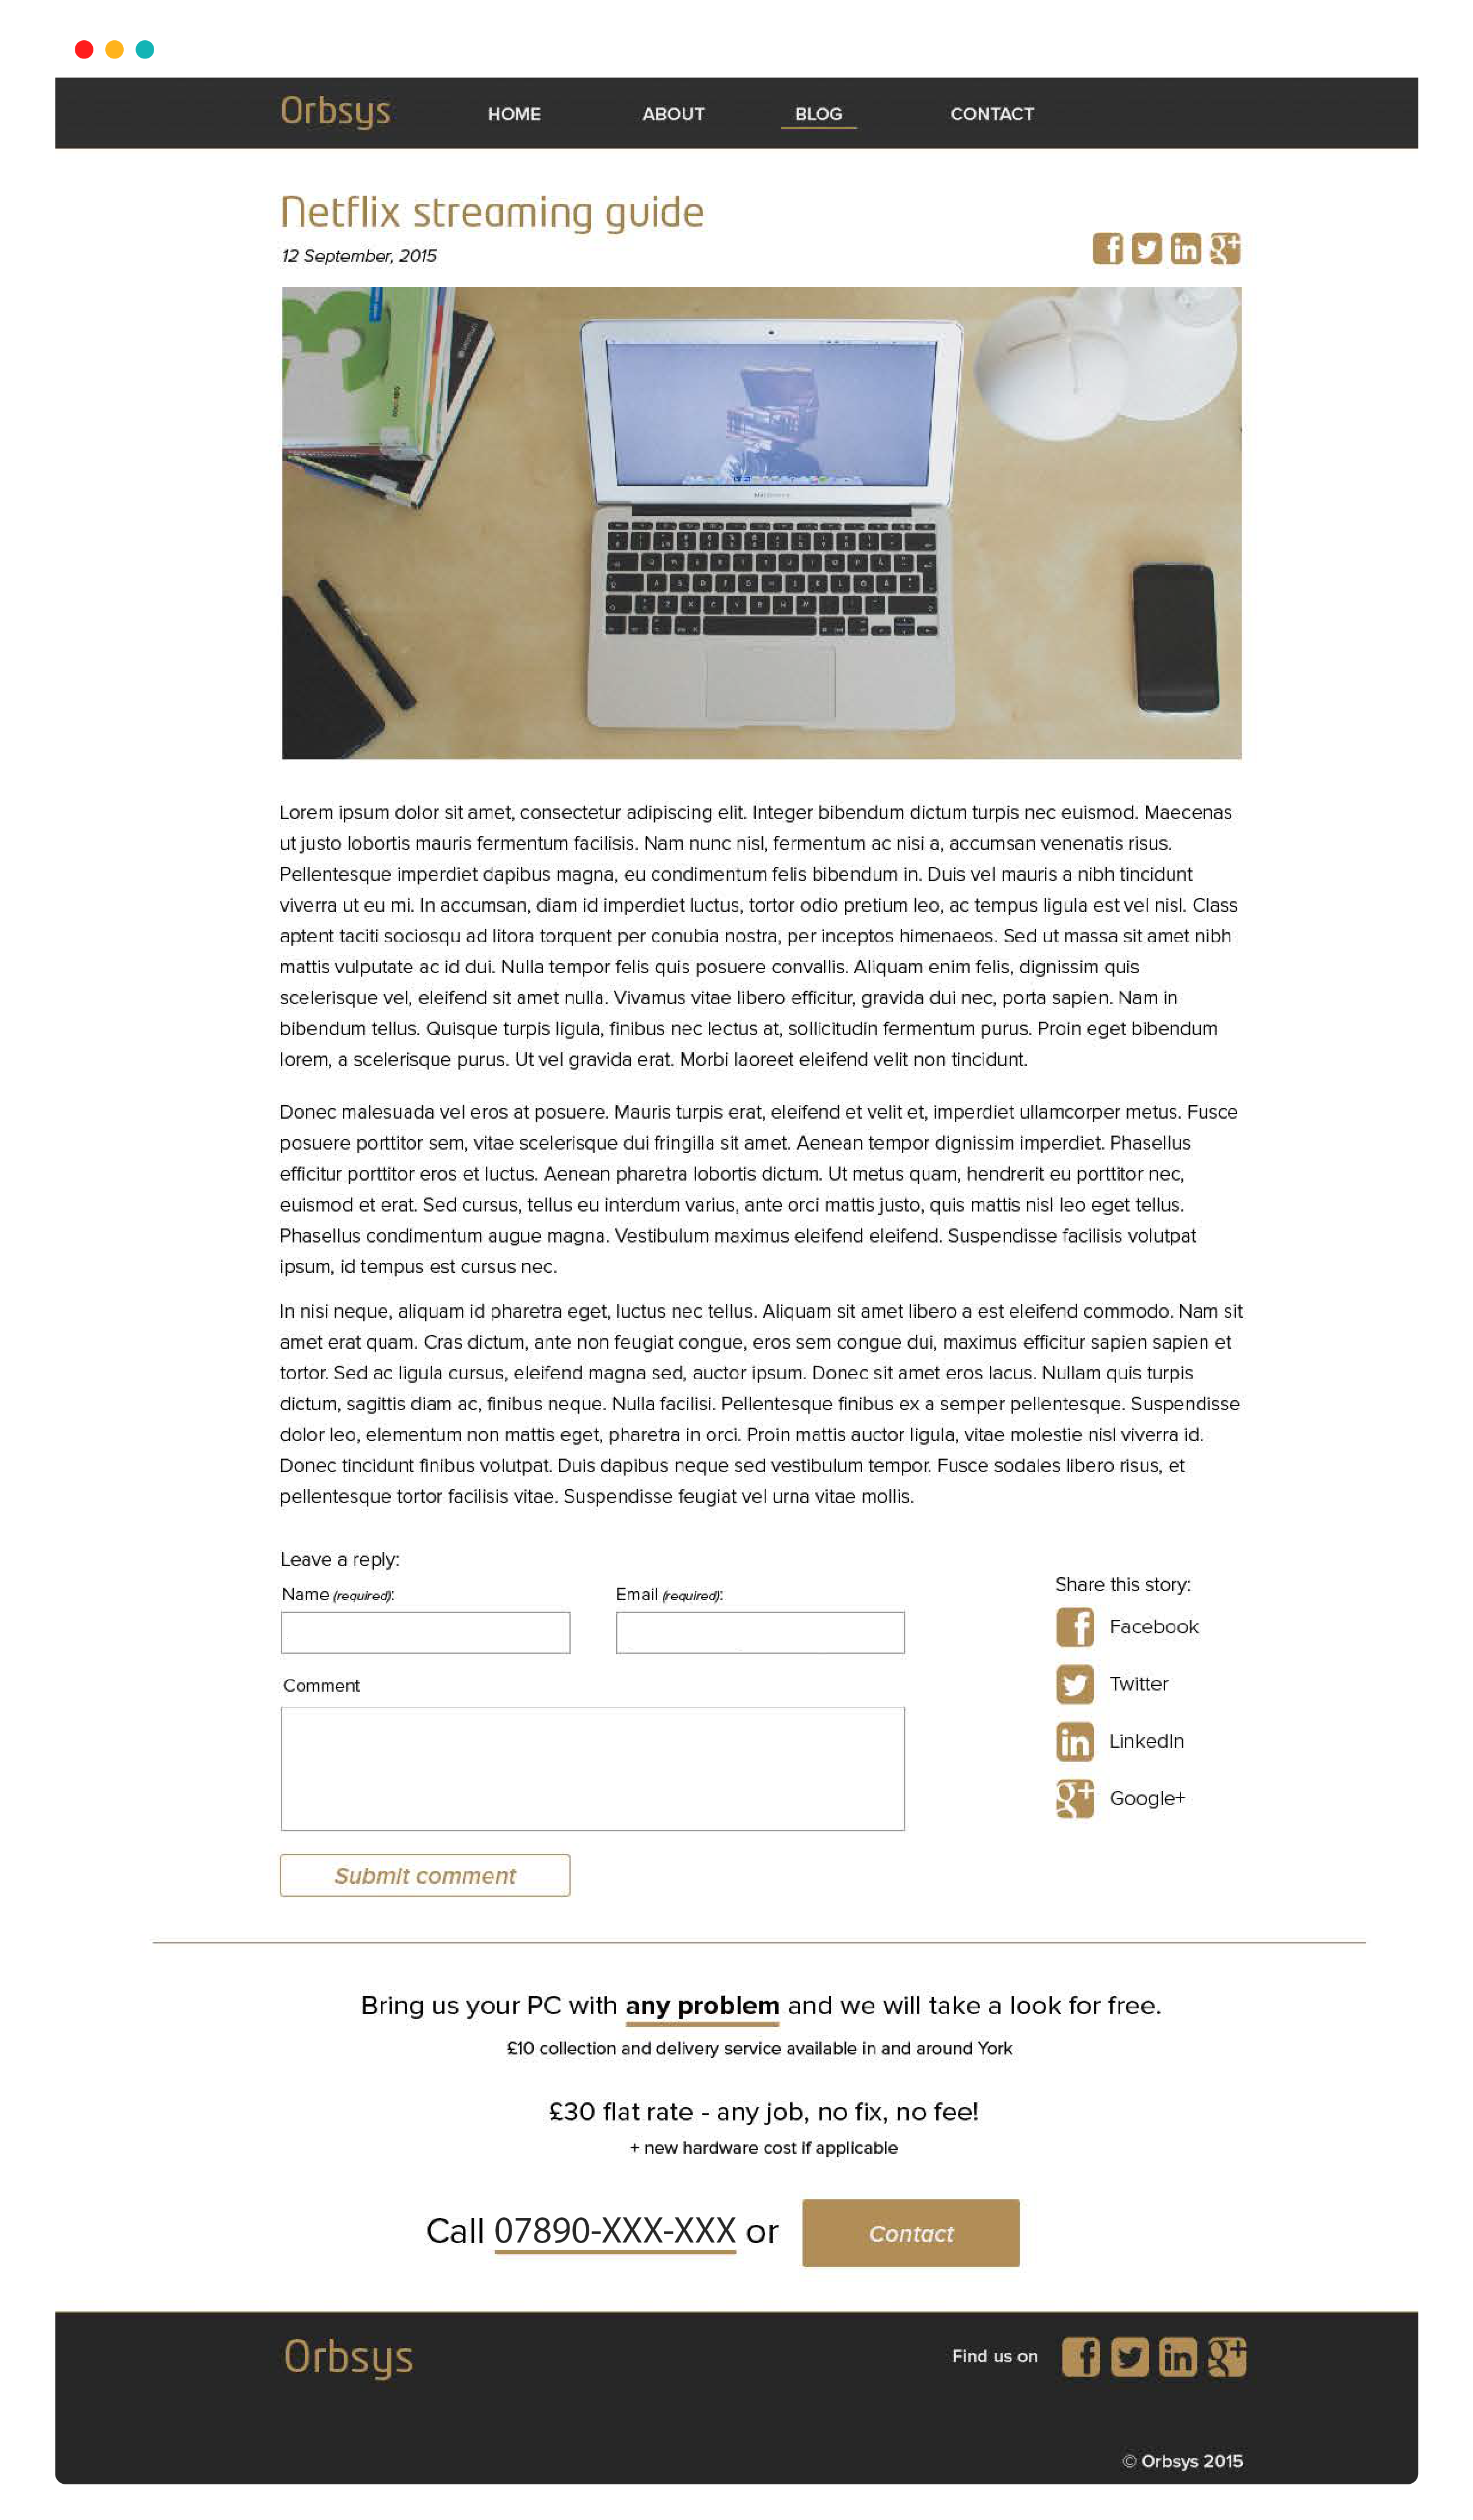 Orbsys HOME ABOUT BLOG CONTACT
Netflix streaming guide
12 September, 2015
Lorem ipsum dolor sit amet, consectetur adipiscing elit. Integer bibendum dictum turpis nec euismod. Maecenas
ut justo lobortis mauris fermentum facilisis. Nam nunc nisl, fermentum ac nisi a, accumsan venenatis risus.
Pellentesque imperdiet dapibus magna, eu condimentum felis bibendum in. Duis vel mauris a nibh tincidunt
viverra ut eu mi. In accumsan, diam id imperdiet luctus, tortor odio pretium leo, ac tempus ligula est vel nisl. Class
aptent taciti sociosqu ad litora torquent per conubia nostra, per inceptos himenaeos. Sed ut massa sit amet nibh
mattis vulputate ac id dui. Nulla tempor felis quis posuere convallis. Aliquam enim felis, dignissim quis
scelerisque vel, eleifend sit amet nulla. Vivamus vitae libero efficitur, gravida dui nec, porta sapien. Nam in
bibendum tellus. Quisque turpis ligula, finibus nec lectus at, sollicitudin fermentum purus. Proin eget bibendum
lorem, a scelerisque purus. Ut vel gravida erat. Morbi laoreet eleifend velit non tincidunt.
Donec malesuada vel eros at posuere. Mauris turpis erat, eleifend et velit et, imperdiet ullamcorper metus. Fusce
posuere porttitor sem, vitae scelerisque dui fringilla sit amet. Aenean tempor dignissim imperdiet. Phasellus
efficitur porttitor eros et luctus. Aenean pharetra lobortis dictum. Ut metus quam, hendrerit eu porttitor nec,
euismod et erat. Sed cursus, tellus eu interdum varius, ante orci mattis justo, quis mattis nisl leo eget tellus.
Phasellus condimentum augue magna. Vestibulum maximus eleifend eleifend. Suspendisse facilisis volutpat
ipsum, id tempus est cursus nec.
In nisi neque, aliquam id pharetra eget, luctus nec tellus. Aliquam sit amet libero a est eleifend commodo. Nam sit
amet erat quam. Cras dictum, ante non feugiat congue, eros sem congue dui, maximus efficitur sapien sapien et
tortor. Sed ac ligula cursus, eleifend magna sed, auctor ipsum. Donec sit amet eros lacus. Nullam quis turpis
dictum, sagittis diam ac, finibus neque. Nulla facilisi. Pellentesque finibus ex a semper pellentesque. Suspendisse
dolor leo, elementum non mattis eget, pharetra in orci. Proin mattis auctor ligula, vitae molestie nisl viverra id.
Donec tincidunt finibus volutpat. Duis dapibus neque sed vestibulum tempor. Fusce sodales libero risus, et
pellentesque tortor facilisis vitae. Suspendisse feugiat vel urna vitae mollis.
Leave a reply:
Name (required): Email (required):
Comment
Submit comment
Share this story:
Facebook
Twitter
LinkedIn
Google+
Bring us your PC with any problem and we will take a look for free.
£10 collection and delivery service available in and around York
£30 flat rate - any job, no fix, no fee!
+ new hardware cost if applicable
Call 07890-XXX-XXX or Contact
Orbsys Find us on
© Orbsys 2015